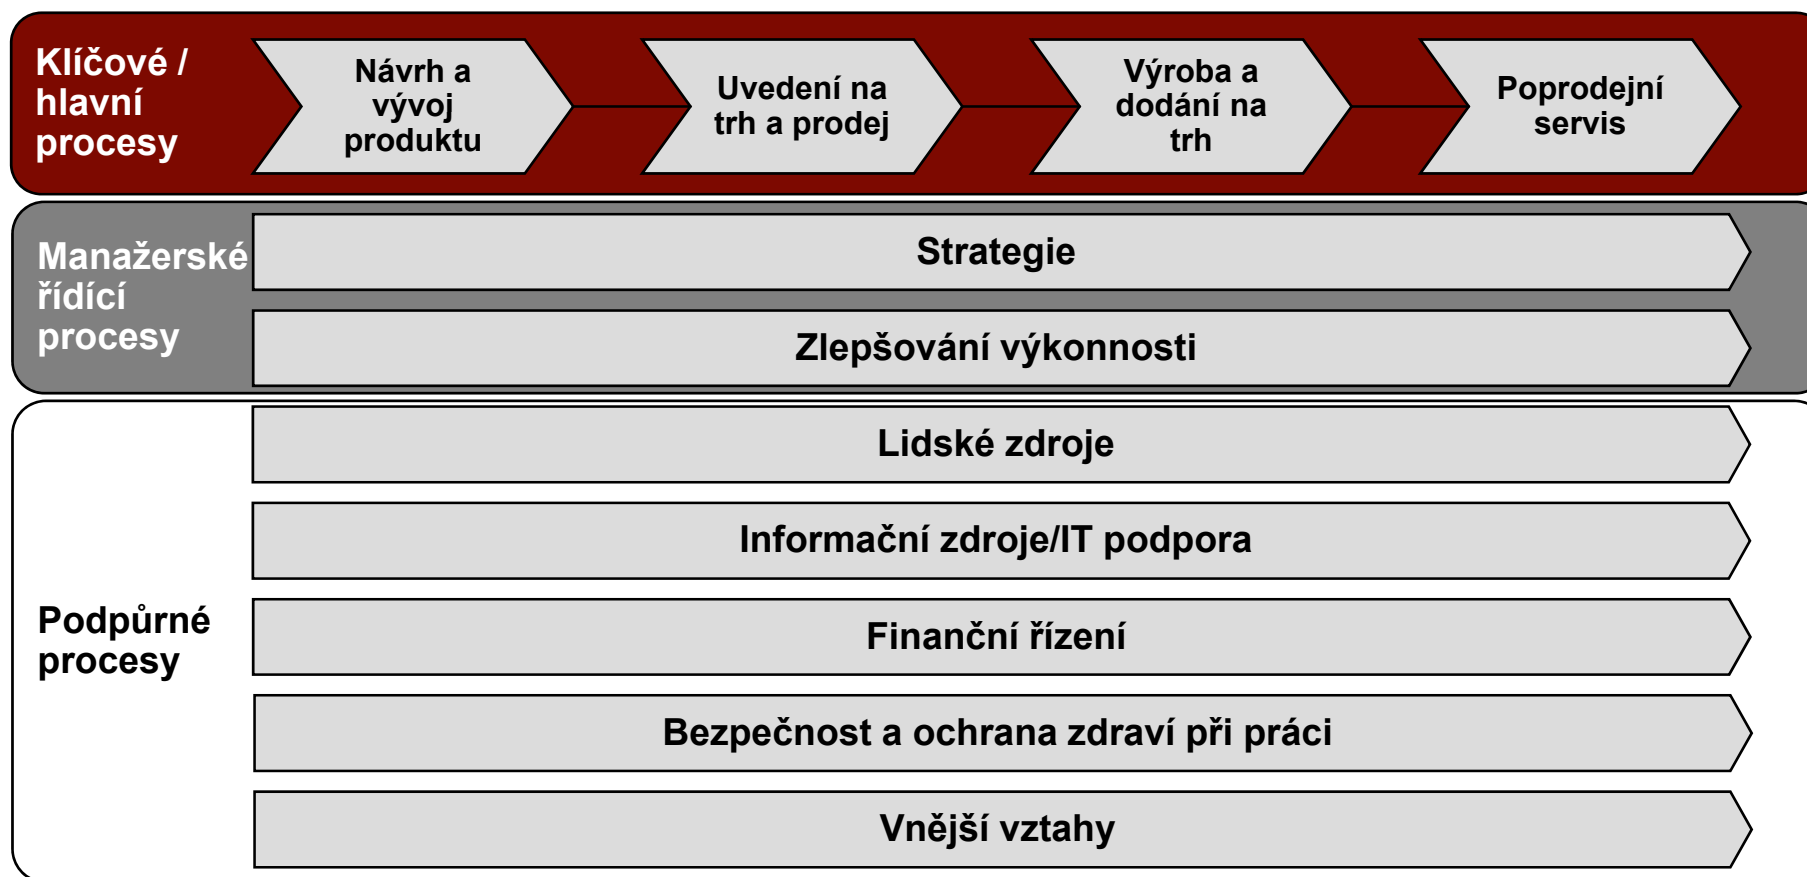 Klíčové /
hlavní
procesy
Návrh a
vývoj
produktu
Uvedení na
trh a prodej
Výroba a
dodání na
trh
Poprodejní
servis
Manažerské
řídící
procesy
Strategie
Zlepšování výkonnosti
Podpůrné
procesy
Lidské zdroje
Informační zdroje/IT podpora
Finanční řízení
Bezpečnost a ochrana zdraví při práci
Vnější vztahy